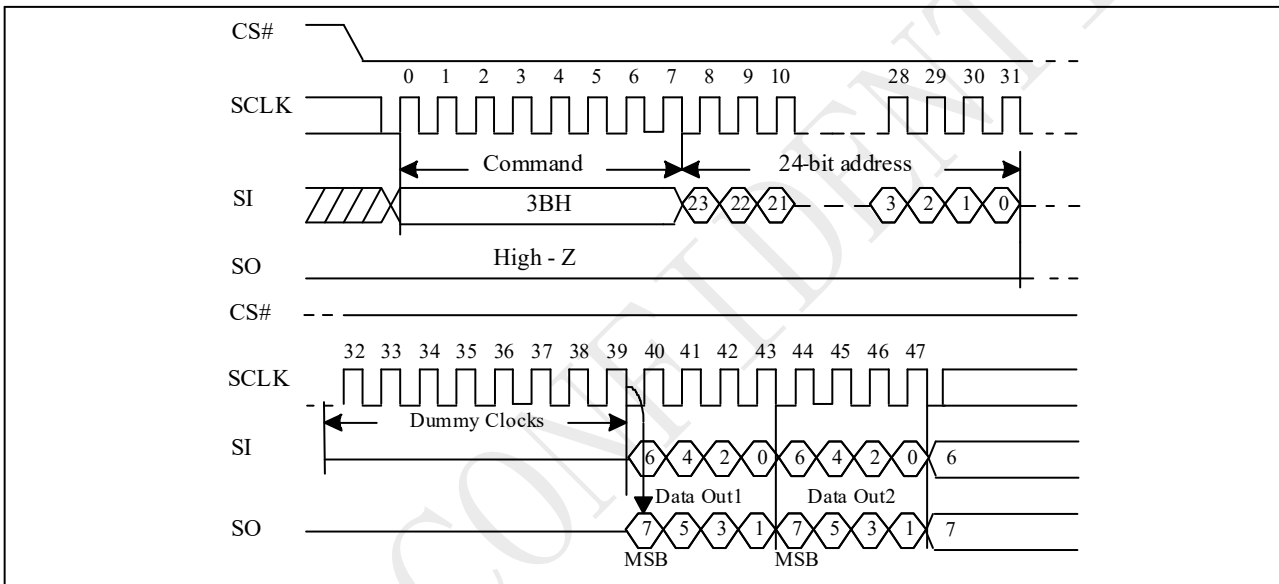 CS#
0 1 2 3 4 5 6 7 8 9 10 28 29 30 31
SCLK
Command 24-bit address
SI 3BH 23 22 21 3 2 1 0
High - Z
SO
CS#
32 33 34 35 36 37 38 39 40 41 42 43 44 45 46 47
SCLK
Dummy Clocks
SI 6 4 2 0 6 4 2 0 6
Data Out1 Data Out2
SO 7 5 3 1 7 5 3 1 7
MSB MSB
CONFIDENT